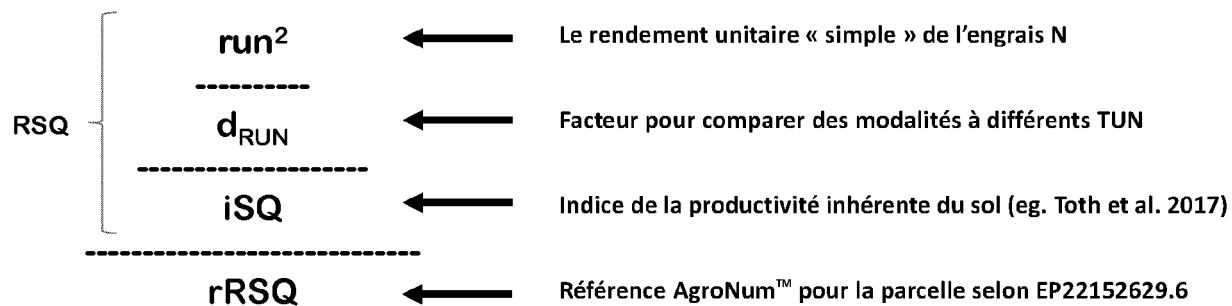 run² Le rendement unitaire « simple » de l'engrais N
RSQ
d_RUN Facteur pour comparer des modalités à différents TUN
iSQ Indice de la productivité inhérente du sol (eg. Toth et al. 2017)
rRSQ Référence AgroNum™ pour la parcelle selon EP22152629.6